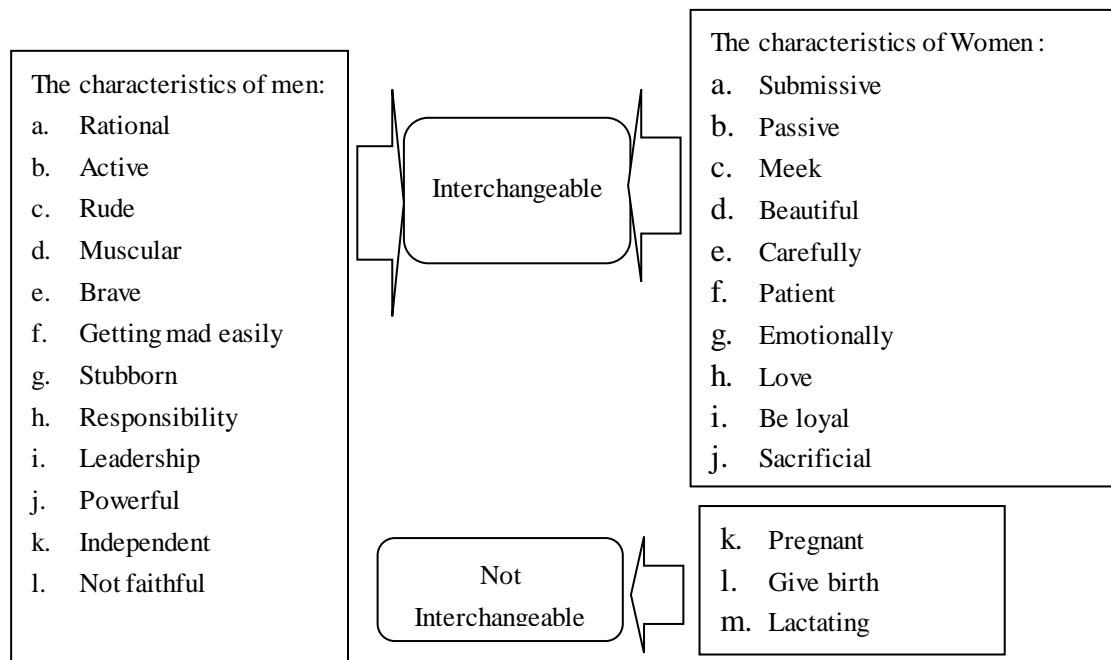 The characteristics of men:
a. Rational
b. Active
c. Rude
d. Muscular
e. Brave
f. Getting mad easily
g. Stubborn
h. Responsibility
i. Leadership
j. Powerful
k. Independent
l. Not faithful
Interchangeable
The characteristics of Women :
a. Submissive
b. Passive
c. Meek
d. Beautiful
e. Carefully
f. Patient
g. Emotionally
h. Love
i. Be loyal
j. Sacrificial
Not
Interchangeable
k. Pregnant
l. Give birth
m. Lactating